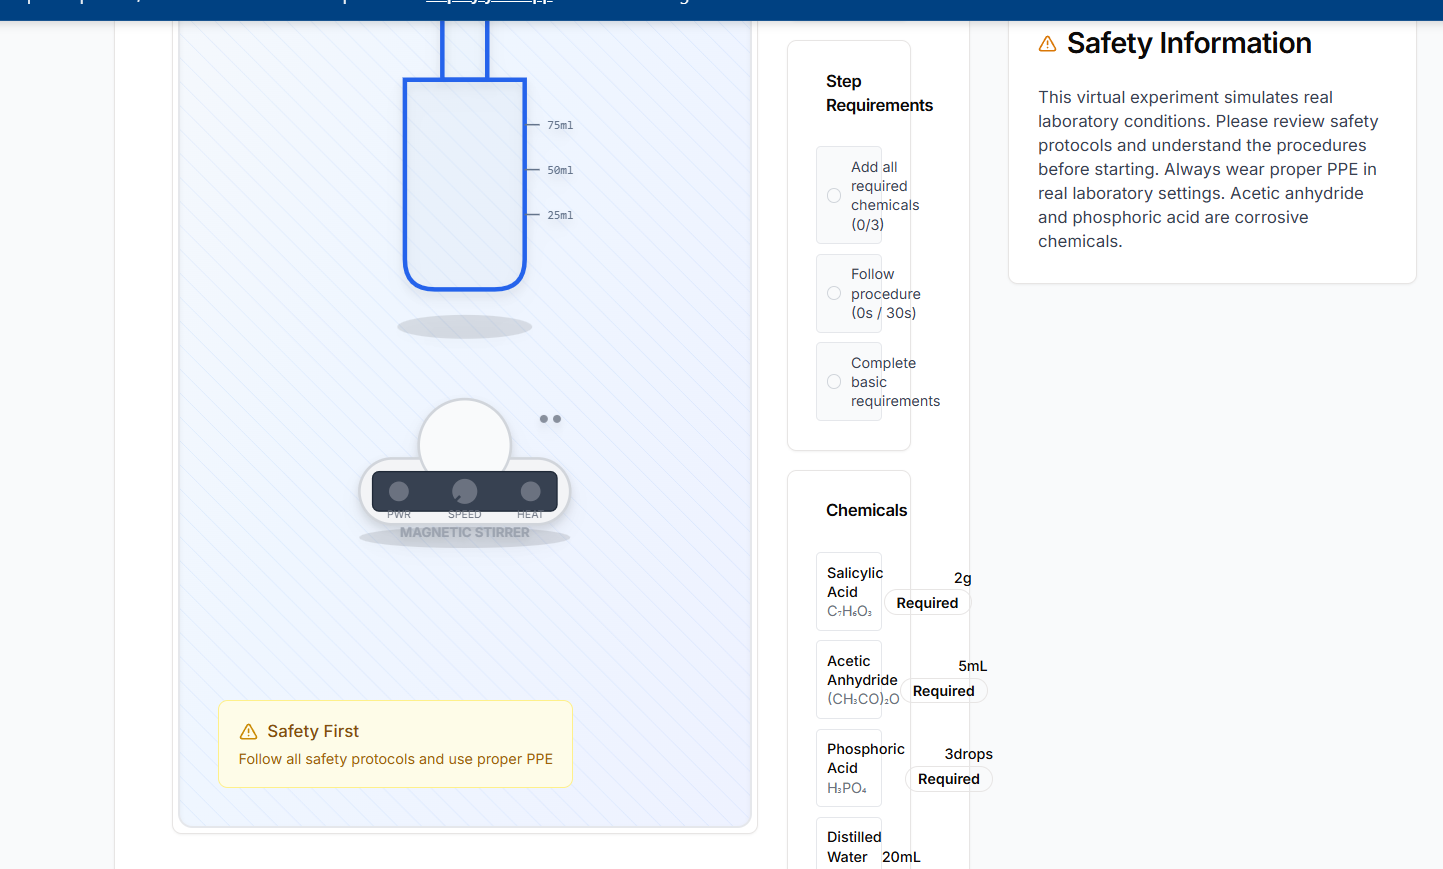 75ml
50ml
25ml
PWR SPEED HEAT
MAGNETIC STIRRER
Safety First
Follow all safety protocols and use proper PPE
Step
Requirements
Add all
required
chemicals
(0/3)
Follow
procedure
(0s / 30s)
Complete
basic
requirements
Chemicals
Salicylic
Acid
C₇H₆O₃
2g
Required
Acetic
Anhydride
(CH₃CO)₂O
5mL
Required
Phosphoric
Acid
H₃PO₄
3drops
Required
Distilled
Water
20mL
Safety Information
This virtual experiment simulates real
laboratory conditions. Please review safety
protocols and understand the procedures
before starting. Always wear proper PPE in
real laboratory settings. Acetic anhydride
and phosphoric acid are corrosive
chemicals.